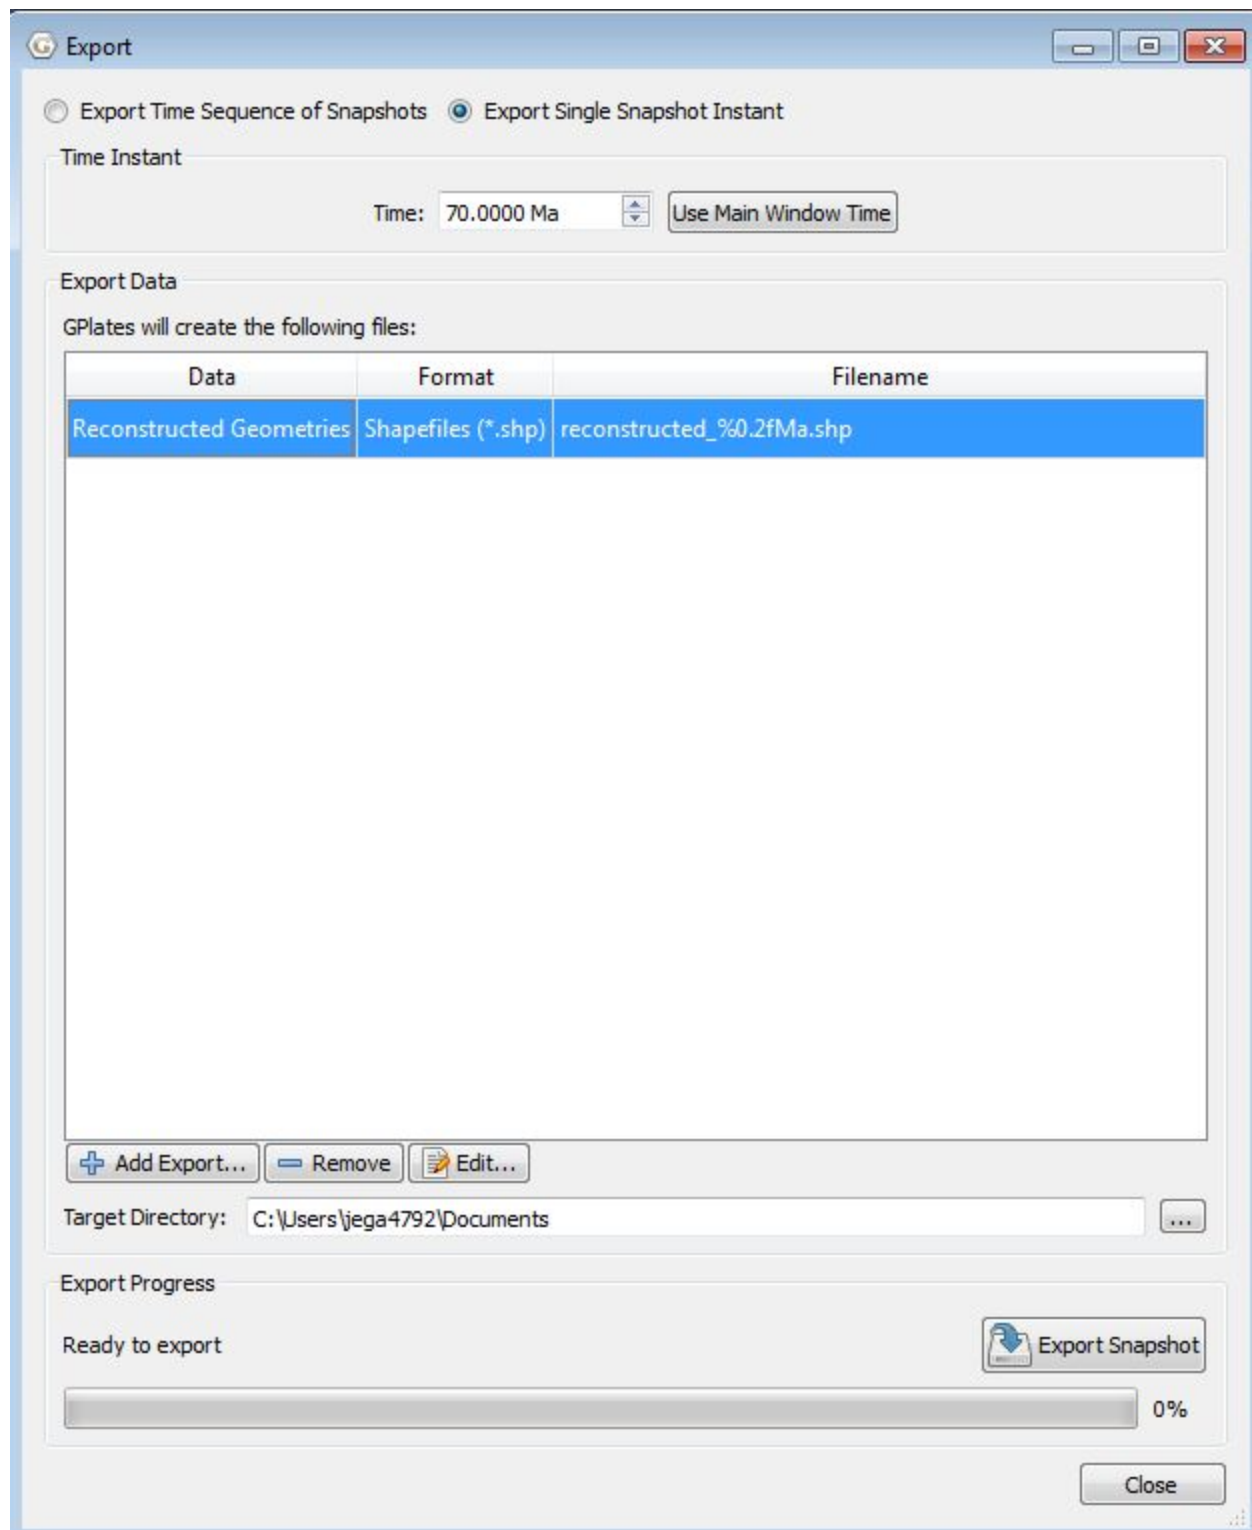 Export
Export Time Sequence of Snapshots Export Single Snapshot Instant
Time Instant
Time: 70.0000 Ma Use Main Window Time
Export Data
GPlates will create the following files:
Data Format Filename
Reconstructed Geometries Shapefiles (*.shp) reconstructed_%0.2fMa.shp
Add Export... Remove Edit...
Target Directory: C:\Users\jega4792\Documents ...
Export Progress
Ready to export Export Snapshot
0%
Close